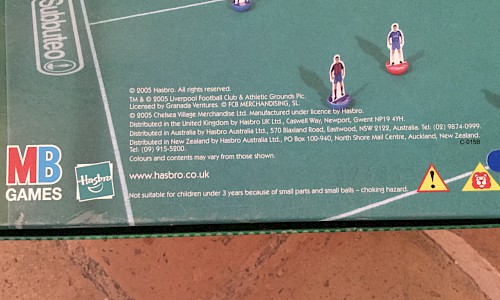 Subbuteo
© 2005 Hasbro. All rights reserved.
TM & © 2005 Liverpool Football Club & Athletic Grounds Plc.
Licensed by Granada Ventures. © FCB MERCHANDISING, SL.
© 2005 Chelsea Village Merchandise Ltd. Manufactured under licence by Hasbro.
Distributed in the United Kingdom by Hasbro UK Ltd., Caswell Way, Newport, Gwent NP19 4YH.
Distributed in Australia by Hasbro Australia Ltd., 570 Blaxland Road, Eastwood, NSW 2122, Australia. Tel: (02) 9874-0999.
Distributed in New Zealand by Hasbro Australia Ltd., PO Box 100-940, North Shore Mail Centre, Auckland, New Zealand.
Tel: (09) 915-5200.
C-015B
Colours and contents may vary from those shown.
www.hasbro.co.uk
Not suitable for children under 3 years because of small parts and small balls – choking hazard.
MB
GAMES
Hasbro